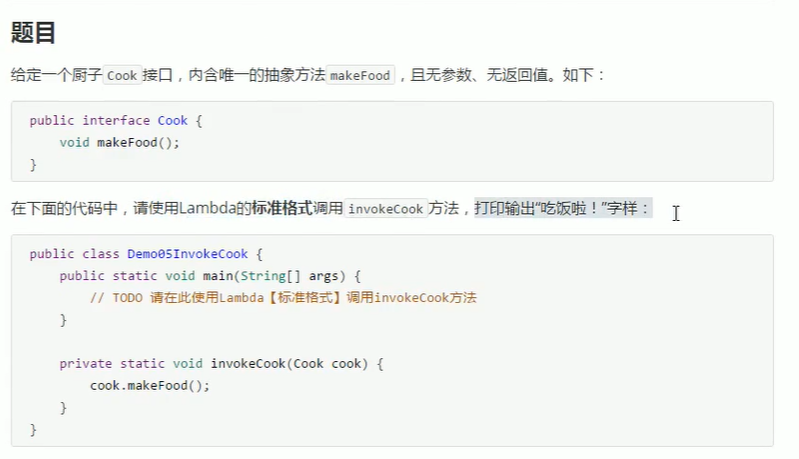 题目
给定一个厨子Cook接口，内含唯一的抽象方法makeFood，且无参数、无返回值。如下：
public interface Cook {
    void makeFood();
}
在下面的代码中，请使用Lambda的标准格式调用invokeCook方法，打印输出“吃饭啦！”字样：
public class Demo05InvokeCook {
    public static void main(String[] args) {
        // TODO 请在此使用Lambda【标准格式】调用invokeCook方法
    }
    private static void invokeCook(Cook cook) {
        cook.makeFood();
    }
}